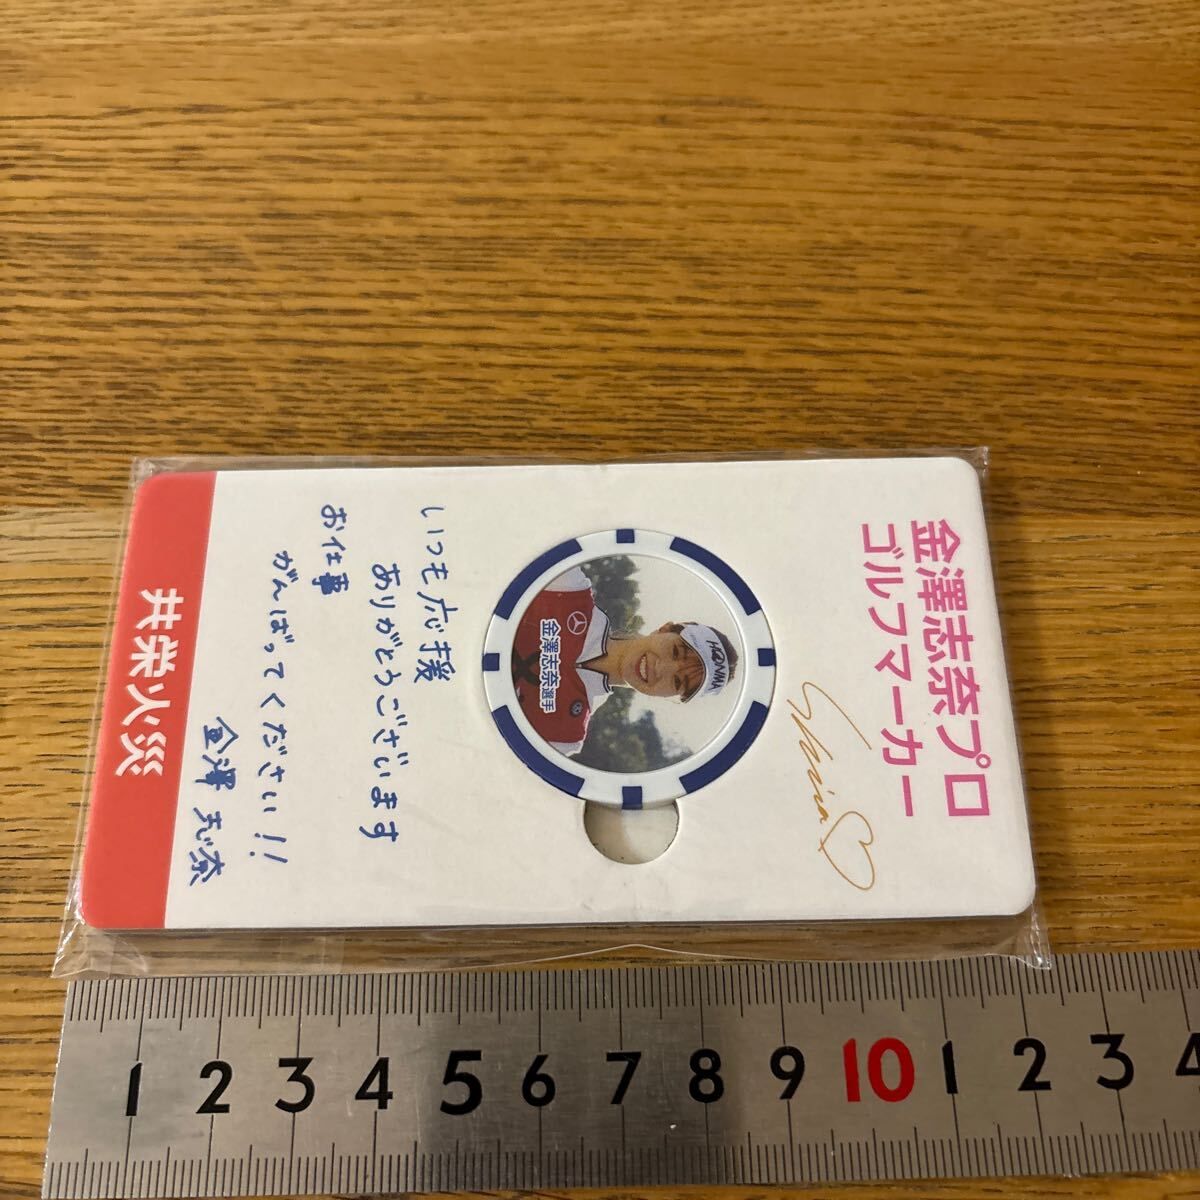 金澤志奈プロ
ゴルフマーカー
Shina♡
HONMA
金澤志奈選手
いつも応援
ありがとうございます
お仕事
がんばってください!!
金澤 志奈
共栄火災
1 2 3 4 5 6 7 8 9 10 1 2 3 4